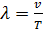 λ = v/T